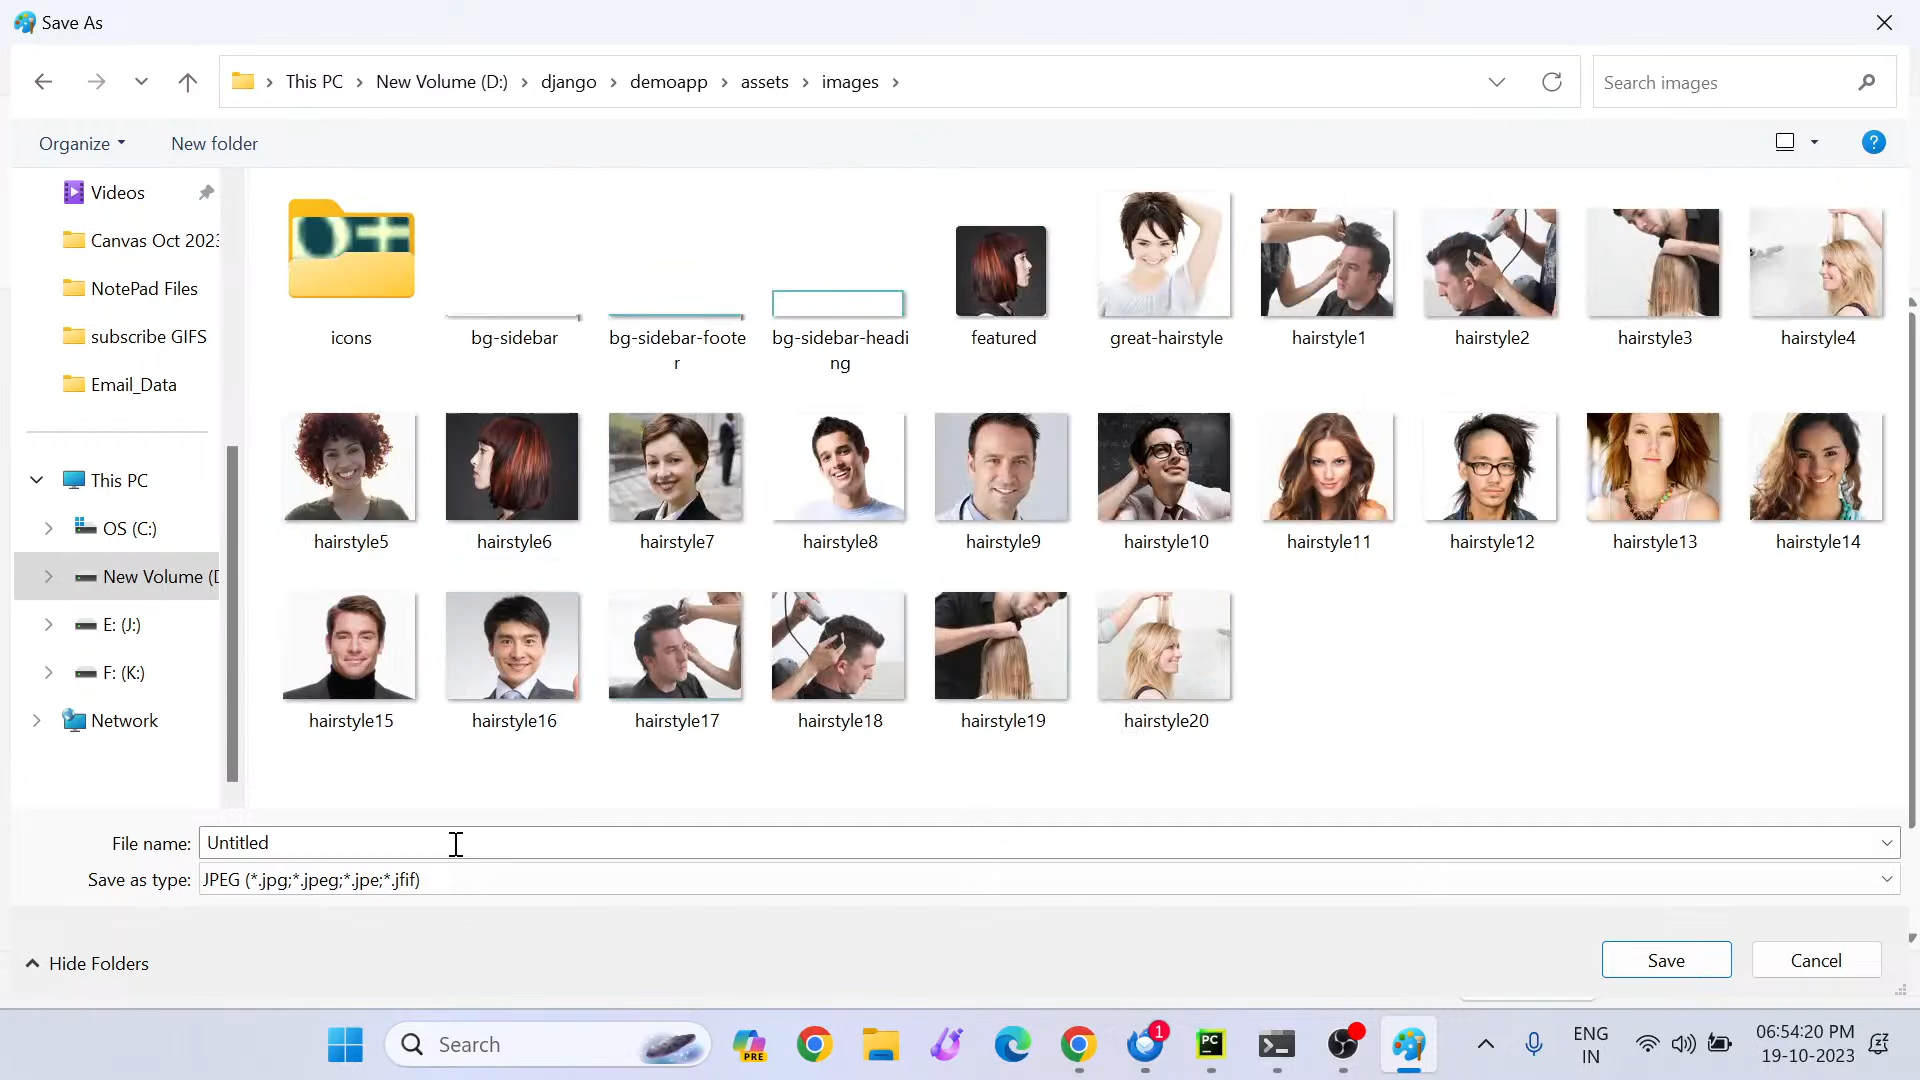 Save As
This PC > New Volume (D:) > django > demoapp > assets > images >
Search images
Organize
New folder
Videos
Canvas Oct 2023
NotePad Files
subscribe GIFS
Email_Data
This PC
OS (C:)
New Volume (D
E: (J:)
F: (K:)
Network
icons
bg-sidebar
bg-sidebar-foote
r
bg-sidebar-headi
ng
featured
great-hairstyle
hairstyle1
hairstyle2
hairstyle3
hairstyle4
hairstyle5
hairstyle6
hairstyle7
hairstyle8
hairstyle9
hairstyle10
hairstyle11
hairstyle12
hairstyle13
hairstyle14
hairstyle15
hairstyle16
hairstyle17
hairstyle18
hairstyle19
hairstyle20
File name: Untitled
Save as type: JPEG (*.jpg;*.jpeg;*.jpe;*.jfif)
Hide Folders
Save
Cancel
Search
PRE
1
PC
ENG
IN
06:54:20 PM
19-10-2023